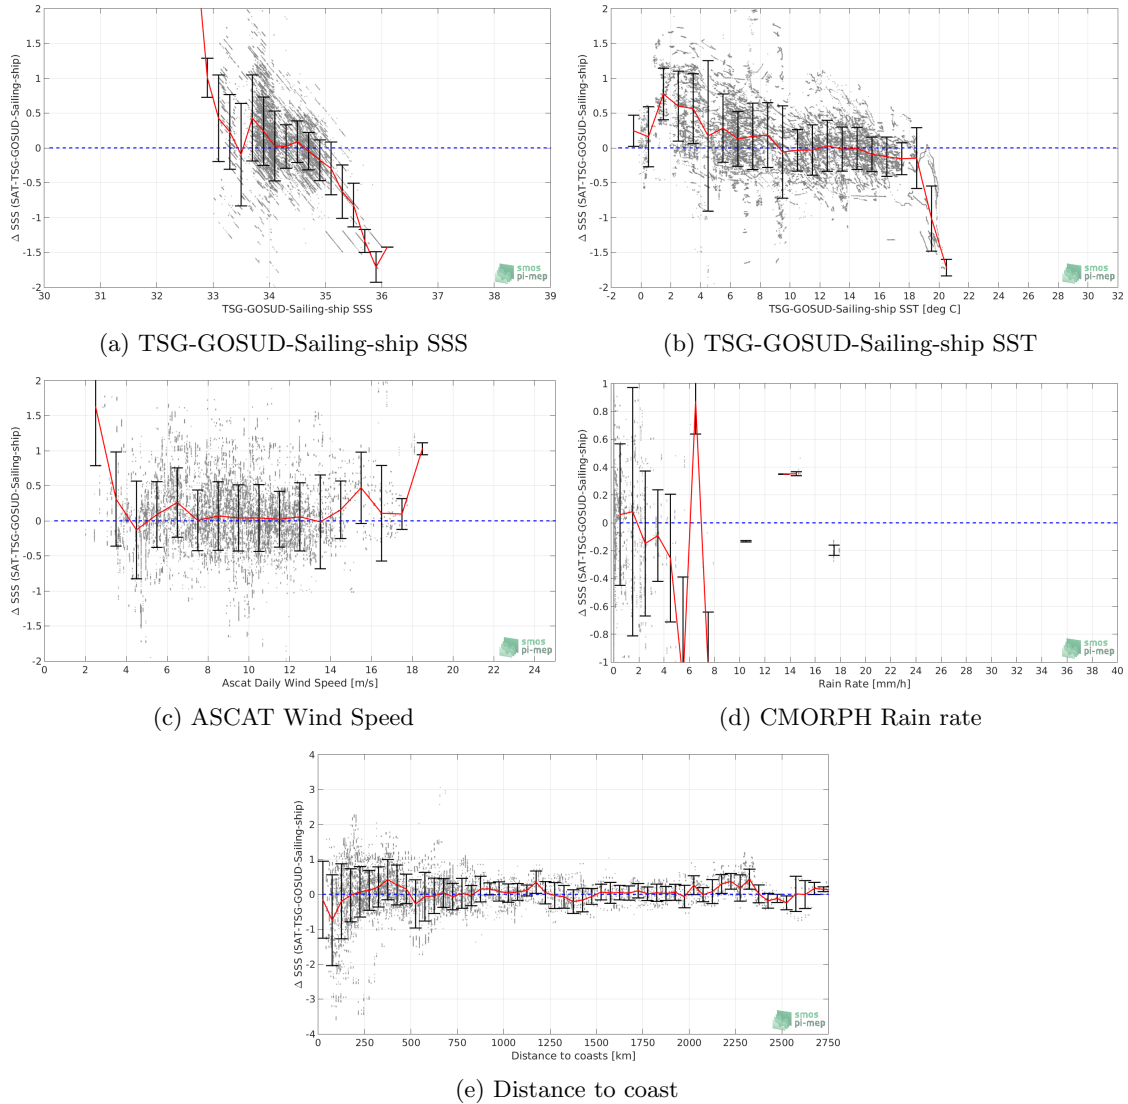 2
1.5
1
0.5
0
-0.5
-1
-1.5
-2
Δ SSS (SAT-TSG-GOSUD-Sailing-ship)
30 31 32 33 34 35 36 37 38 39
TSG-GOSUD-Sailing-ship SSS
smos
pi-mep
(a) TSG-GOSUD-Sailing-ship SSS
2
1.5
1
0.5
0
-0.5
-1
-1.5
-2
Δ SSS (SAT-TSG-GOSUD-Sailing-ship)
-2 0 2 4 6 8 10 12 14 16 18 20 22 24 26 28 30 32
TSG-GOSUD-Sailing-ship SST [deg C]
smos
pi-mep
(b) TSG-GOSUD-Sailing-ship SST
2
1.5
1
0.5
0
-0.5
-1
-1.5
-2
Δ SSS (SAT-TSG-GOSUD-Sailing-ship)
0 2 4 6 8 10 12 14 16 18 20 22 24
Ascat Daily Wind Speed [m/s]
smos
pi-mep
(c) ASCAT Wind Speed
1
0.8
0.6
0.4
0.2
0
-0.2
-0.4
-0.6
-0.8
-1
Δ SSS (SAT-TSG-GOSUD-Sailing-ship)
0 2 4 6 8 10 12 14 16 18 20 22 24 26 28 30 32 34 36 38 40
Rain Rate [mm/h]
smos
pi-mep
(d) CMORPH Rain rate
4
3
2
1
0
-1
-2
-3
-4
Δ SSS (SAT-TSG-GOSUD-Sailing-ship)
0 250 500 750 1000 1250 1500 1750 2000 2250 2500 2750
Distance to coasts [km]
smos
pi-mep
(e) Distance to coast